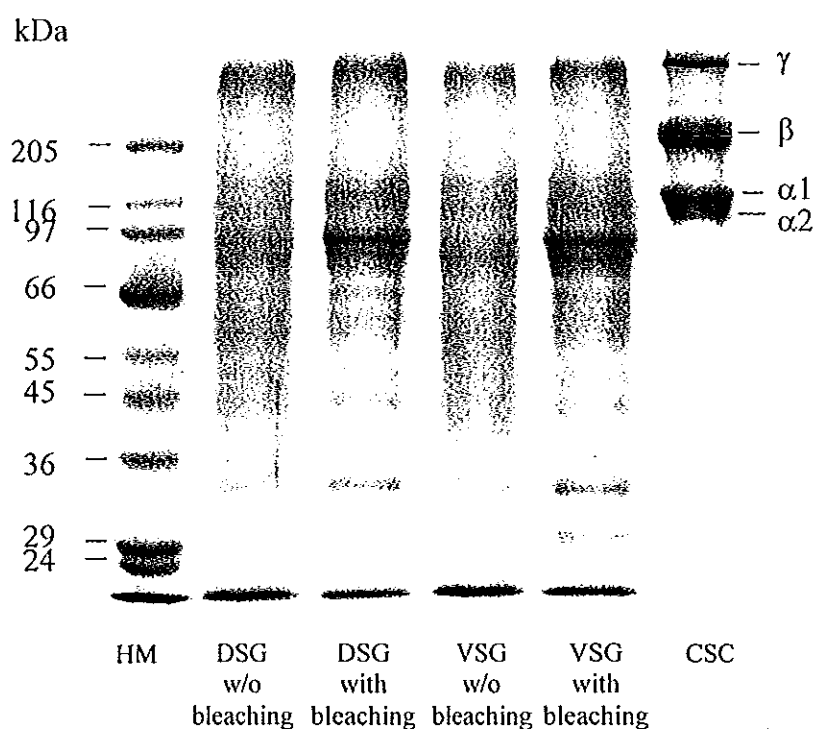 kDa
205
116
97
66
55
45
36
29
24
γ
β
α1
α2
HM
DSG
w/o
bleaching
DSG
with
bleaching
VSG
w/o
bleaching
VSG
with
bleaching
CSC